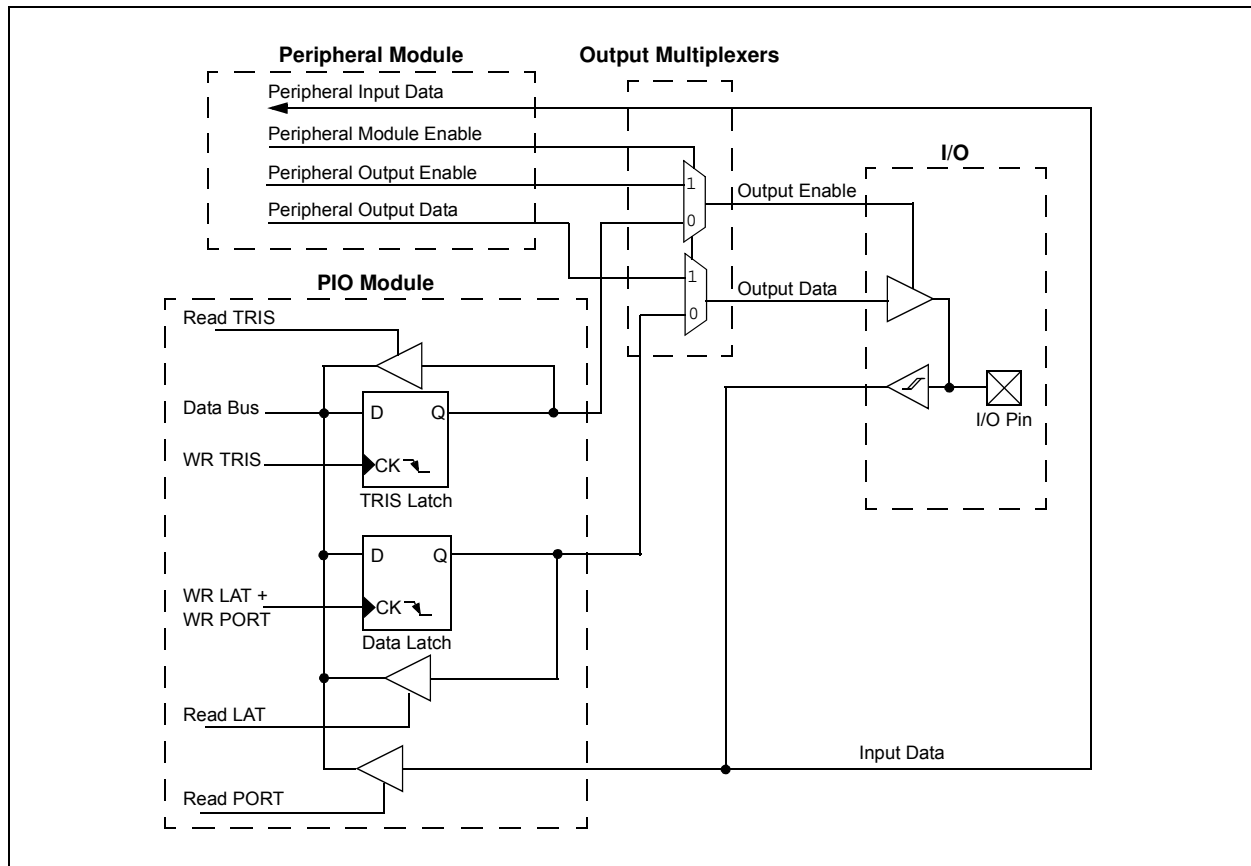 Peripheral Module
Output Multiplexers
Peripheral Input Data
Peripheral Module Enable
Peripheral Output Enable
Peripheral Output Data
1
0
Output Enable
1
0
Output Data
I/O
I/O Pin
PIO Module
Read TRIS
Data Bus
D Q
WR TRIS
CK
TRIS Latch
D Q
WR LAT +
WR PORT
CK
Data Latch
Read LAT
Input Data
Read PORT